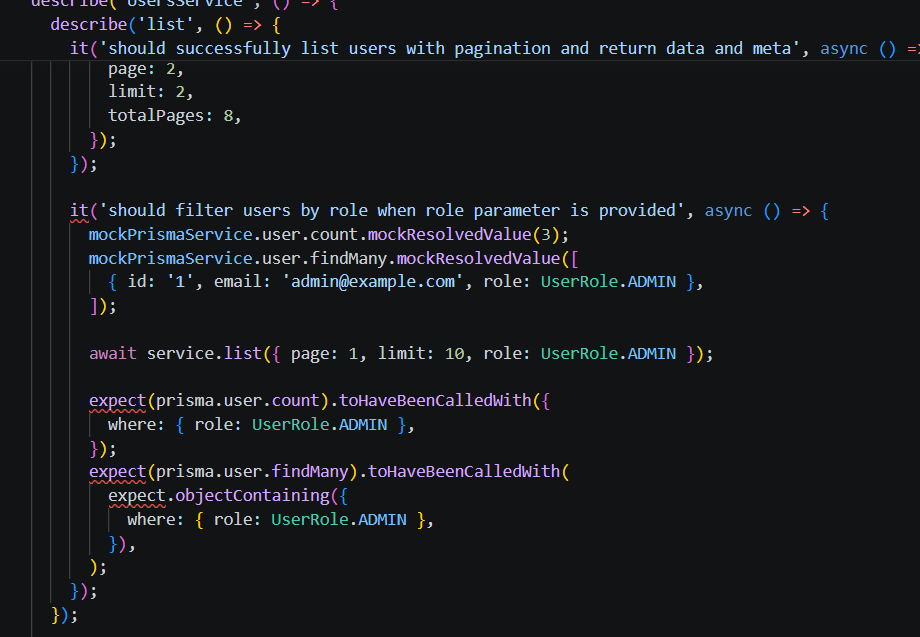 describe('UsersService', () => {
describe('list', () => {
it('should successfully list users with pagination and return data and meta', async () =>
page: 2,
limit: 2,
totalPages: 8,
});
});
it('should filter users by role when role parameter is provided', async () => {
mockPrismaService.user.count.mockResolvedValue(3);
mockPrismaService.user.findMany.mockResolvedValue([
{ id: '1', email: 'admin@example.com', role: UserRole.ADMIN },
]);
await service.list({ page: 1, limit: 10, role: UserRole.ADMIN });
expect(prisma.user.count).toHaveBeenCalledWith({
where: { role: UserRole.ADMIN },
});
expect(prisma.user.findMany).toHaveBeenCalledWith(
expect.objectContaining({
where: { role: UserRole.ADMIN },
}),
);
});
});